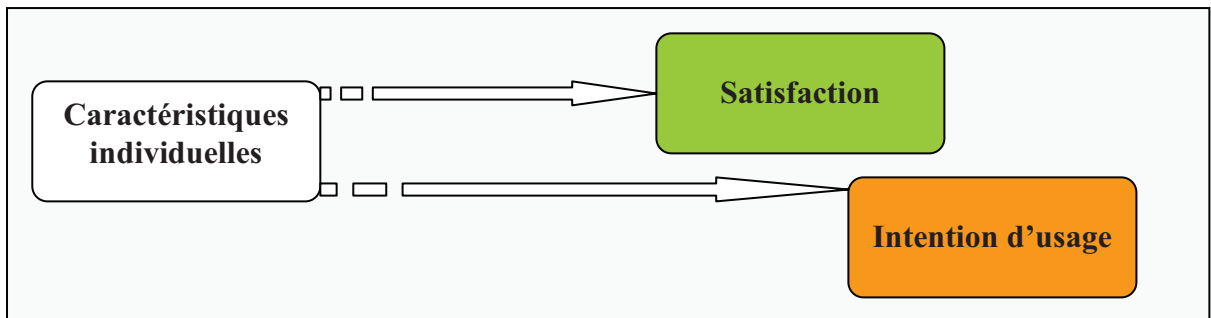 Caractéristiques
individuelles
Satisfaction
Intention d’usage